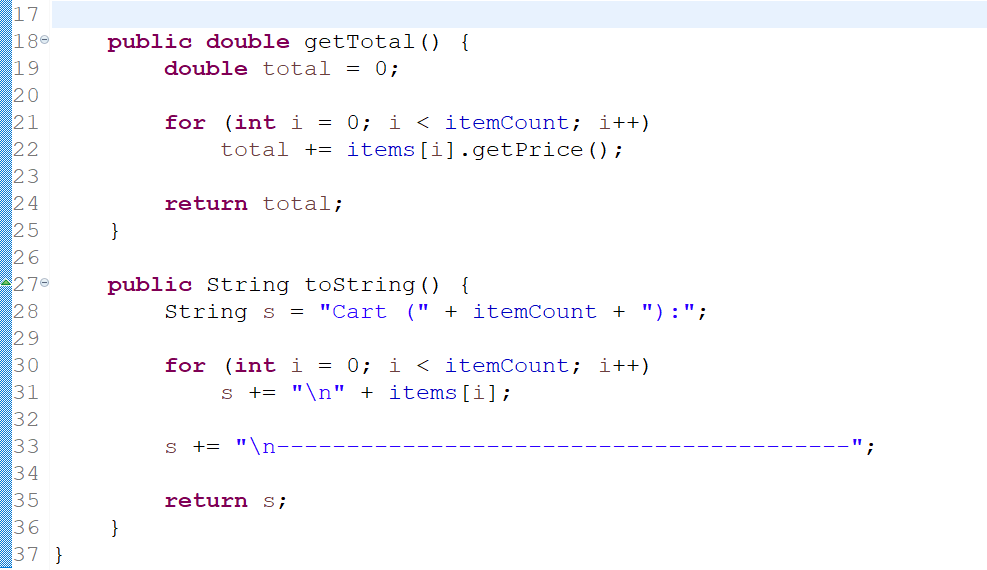 17
18 public double getTotal() {
19 double total = 0;
20
21 for (int i = 0; i < itemCount; i++)
22 total += items[i].getPrice();
23
24 return total;
25 }
26
27 public String toString() {
28 String s = "Cart (" + itemCount + "):";
29
30 for (int i = 0; i < itemCount; i++)
31 s += "\n" + items[i];
32
33 s += "\n-----------------------------------------";
34
35 return s;
36 }
37 }